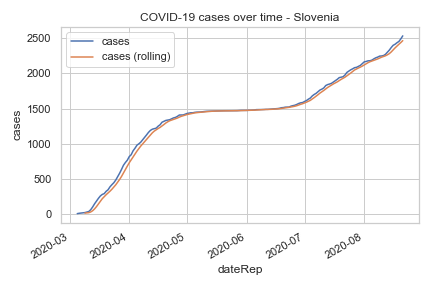 COVID-19 cases over time - Slovenia
cases
cases (rolling)
2500
2000
1500
1000
500
0
cases
2020-03
2020-04
2020-05
2020-06
2020-07
2020-08
dateRep